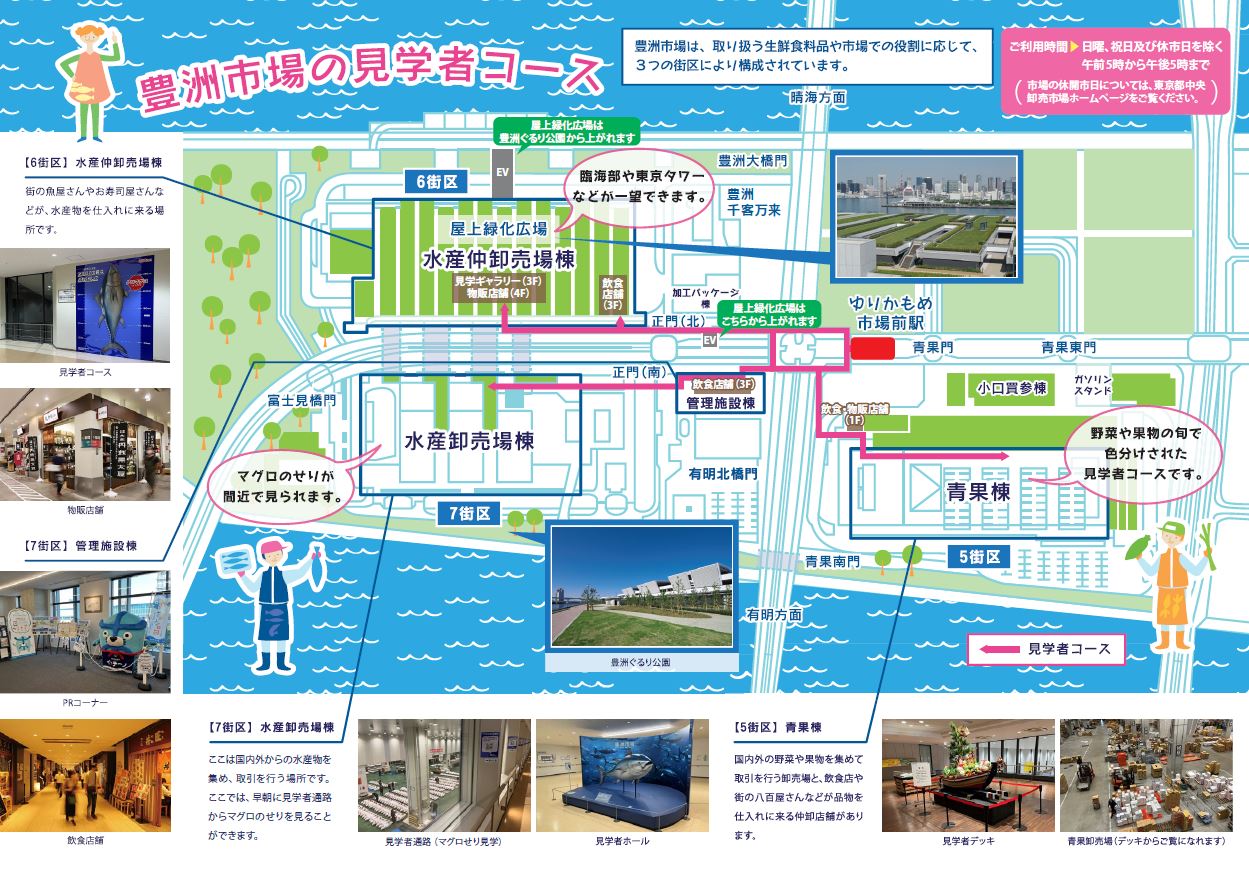 豊洲市場の見学者コース
豊洲市場は、取り扱う生鮮食料品や市場での役割に応じて、
３つの街区により構成されています。
ご利用時間▶日曜、祝日及び休市日を除く
午前5時から午後5時まで
（市場の休開市日については、東京都中央
卸売市場ホームページをご覧ください。）
晴海方面
屋上緑化広場は
豊洲ぐるり公園から上がれます
EV
6街区
臨海部や東京タワー
などが一望できます。
豊洲大橋門
豊洲
千客万来
屋上緑化広場
水産仲卸売場棟
見学ギャラリー（3F）
物販店舗（4F）
飲食
店舗
（3F）
加工パッケージ
棟
正門（北）
屋上緑化広場は
こちらから上がれます
EV
ゆりかもめ
市場前駅
青果門
青果東門
正門（南）
飲食店舗（3F）
管理施設棟
富士見橋門
水産卸売場棟
マグロのせりが
間近で見られます。
7街区
飲食・物販店舗
（1F）
小口買参棟
ガソリン
スタンド
野菜や果物の旬で
色分けされた
見学者コースです。
有明北橋門
青果棟
5街区
青果南門
有明方面
豊洲ぐるり公園
見学者コース
【6街区】水産仲卸売場棟
街の魚屋さんやお寿司屋さんな
どが、水産物を仕入れに来る場
所です。
見学者コース
物販店舗
【7街区】管理施設棟
PRコーナー
飲食店舗
【7街区】水産卸売場棟
ここは国内外からの水産物を
集め、取引を行う場所です。
ここでは、早朝に見学者通路
からマグロのせりを見ること
ができます。
見学者通路（マグロせり見学）
見学者ホール
【5街区】青果棟
国内外の野菜や果物を集めて
取引を行う卸売場と、飲食店や
街の八百屋さんなどが品物を
仕入れに来る仲卸店舗があり
ます。
見学者デッキ
青果卸売場（デッキからご覧になれます）